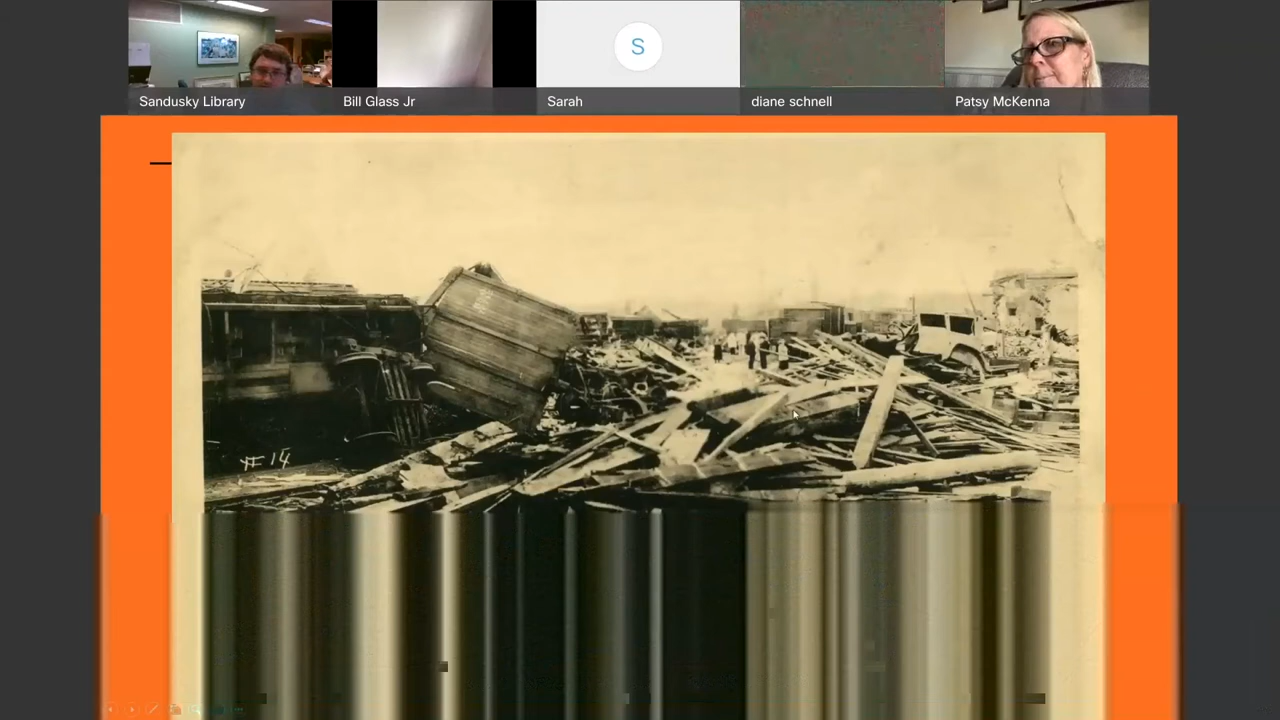 S
Sandusky Library
Bill Glass Jr
Sarah
diane schnell
Patsy McKenna
#14